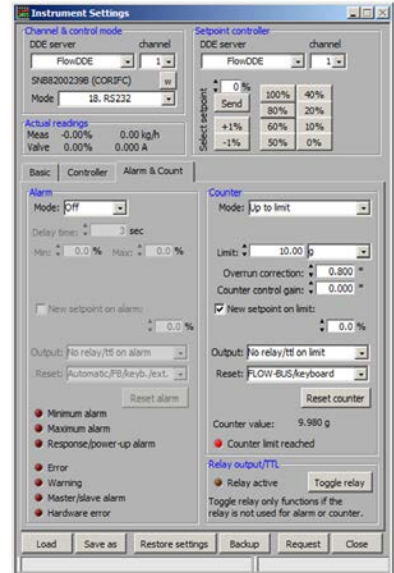 Instrument Settings
Channel & control mode
DDE server channel
FlowDDE 1
SNB8200239B (CORIFC) w
Mode 18, RS232
Actual readings
Meas -0.00% 0.00 kg/h
Valve 0.00% 0.000 A
Setpoint controller
DDE server channel
FlowDDE 1
Select setpoint
0 %
Send
+1%
-1%
100% 40%
80% 20%
60% 10%
50% 0%
Basic Controller Alarm & Count
Alarm
Mode: Off
Delay time: 3 sec
Min: 0.0 % Max: 0.0 %
New setpoint on alarm:
0.0 %
Output: No relay/ttl on alarm
Reset: Automatic/FB/keyb./ext.
Reset alarm
Minimum alarm
Maximum alarm
Response/power-up alarm
Error
Warning
Master/slave alarm
Hardware error
Counter
Mode: Up to limit
Limit: 10.00 g
Overrun correction: 0.800 *
Counter control gain: 0.000 *
New setpoint on limit:
0.0 %
Output: No relay/ttl on limit
Reset: FLOW-BUS/keyboard
Reset counter
Counter value: 9.980 g
Counter limit reached
Relay output/TTL
Relay active Toggle relay
Toggle relay only functions if the
relay is not used for alarm or counter.
Load Save as Restore settings Backup Request Close